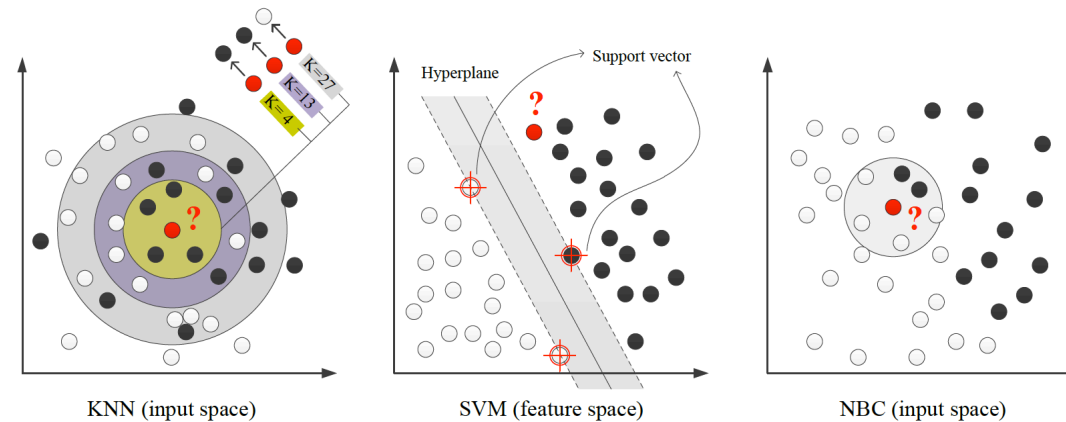 K=27
K=13
K=4
?
KNN (input space)
Hyperplane
Support vector
?
SVM (feature space)
?
NBC (input space)